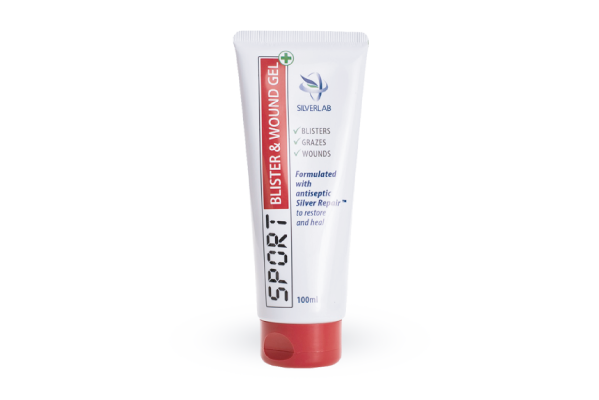 SPORT BLISTER & WOUND GEL
SILVERLAB
✓ BLISTERS
✓ GRAZES
✓ WOUNDS
Formulated
with
antiseptic
Silver Repair™
to restore
and heal
100ml